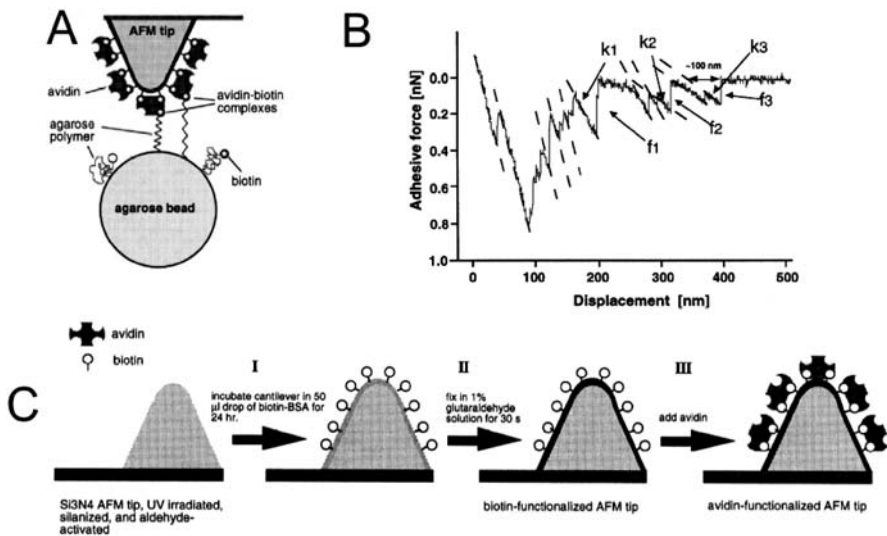 A
AFM tip
avidin
avidin-biotin
complexes
agarose
polymer
biotin
agarose bead
B
k1
k2
k3
~100 nm
f1
f2
f3
Adhesive force [nN]
0.0
0.2
0.4
0.6
0.8
1.0
0
100
200
300
400
500
Displacement [nm]
avidin
biotin
C
I
incubate cantilever in 50
µl drop of biotin-BSA for
24 hr.
II
fix in 1%
glutaraldehyde
solution for 30 s
III
add avidin
Si3N4 AFM tip, UV irradiated,
silanized, and aldehyde-
activated
biotin-functionalized AFM tip
avidin-functionalized AFM tip